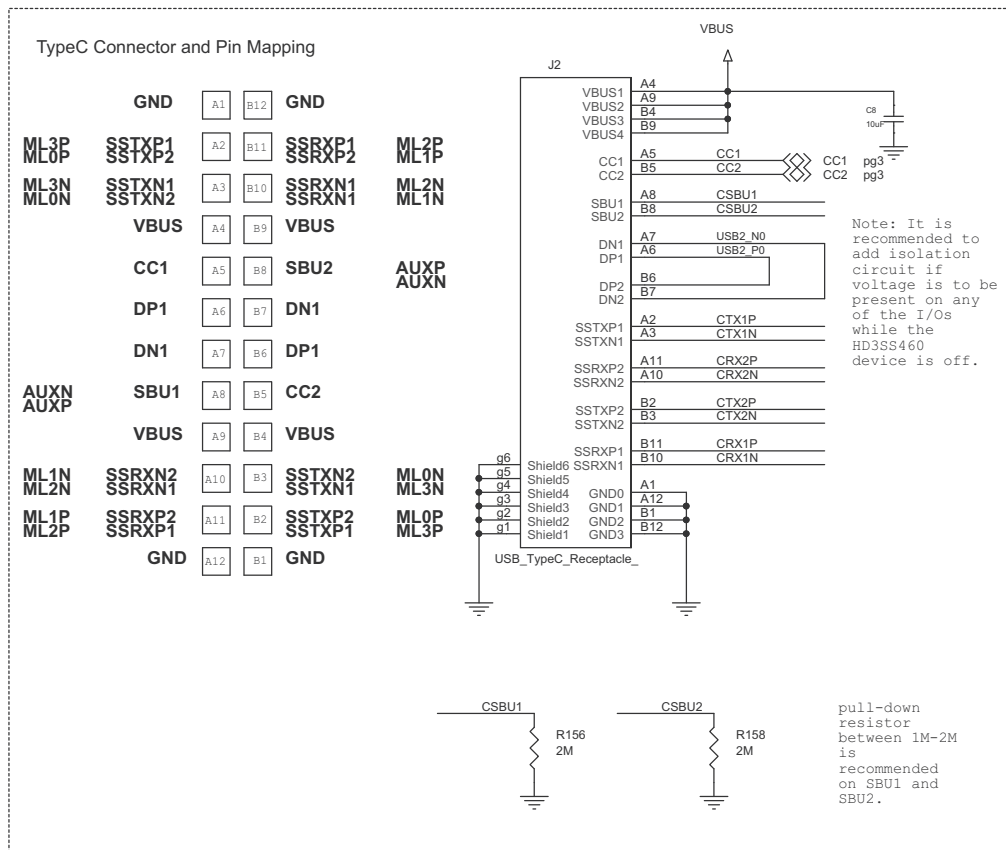 TypeC Connector and Pin Mapping
GND A1 B12 GND
ML3P SSTXP1 A2 B11 SSRXP1 ML2P
ML0P SSTXP2 SSRXP2 ML1P
ML3N SSTXN1 A3 B10 SSRXN1 ML2N
ML0N SSTXN2 SSRXN1 ML1N
VBUS A4 B9 VBUS
CC1 A5 B8 SBU2 AUXP
AUXN
DP1 A6 B7 DN1
DN1 A7 B6 DP1
AUXN SBU1 A8 B5 CC2
AUXP
VBUS A9 B4 VBUS
ML1N SSRXN2 A10 B3 SSTXN2 ML0N
ML2N SSRXN1 SSTXN1 ML3N
ML1P SSRXP2 A11 B2 SSTXP2 ML0P
ML2P SSRXP1 SSTXP1 ML3P
GND A12 B1 GND
VBUS
J2
VBUS1 A4
VBUS2 A9
VBUS3 B4
VBUS4 B9
C8
10uF
CC1 A5 CC1 CC1 pg3
CC2 B5 CC2 CC2 pg3
SBU1 A8 CSBU1
SBU2 B8 CSBU2
DN1 A7 USB2_N0
DP1 A6 USB2_P0
DP2 B6
DN2 B7
SSTXP1 A2 CTX1P
SSTXN1 A3 CTX1N
SSRXP2 A11 CRX2P
SSRXN2 A10 CRX2N
SSTXP2 B2 CTX2P
SSTXN2 B3 CTX2N
SSRXP1 B11 CRX1P
SSRXN1 B10 CRX1N
g6 Shield6
g5 Shield5
g4 Shield4
g3 Shield3
g2 Shield2
g1 Shield1
GND0 A1
GND1 A12
GND2 B1
GND3 B12
USB_TypeC_Receptacle_
Note: It is
recommended to
add isolation
circuit if
voltage is to be
present on any
of the I/Os
while the
HD3SS460
device is off.
CSBU1
R156
2M
CSBU2
R158
2M
pull-down
resistor
between 1M-2M
is
recommended
on SBU1 and
SBU2.